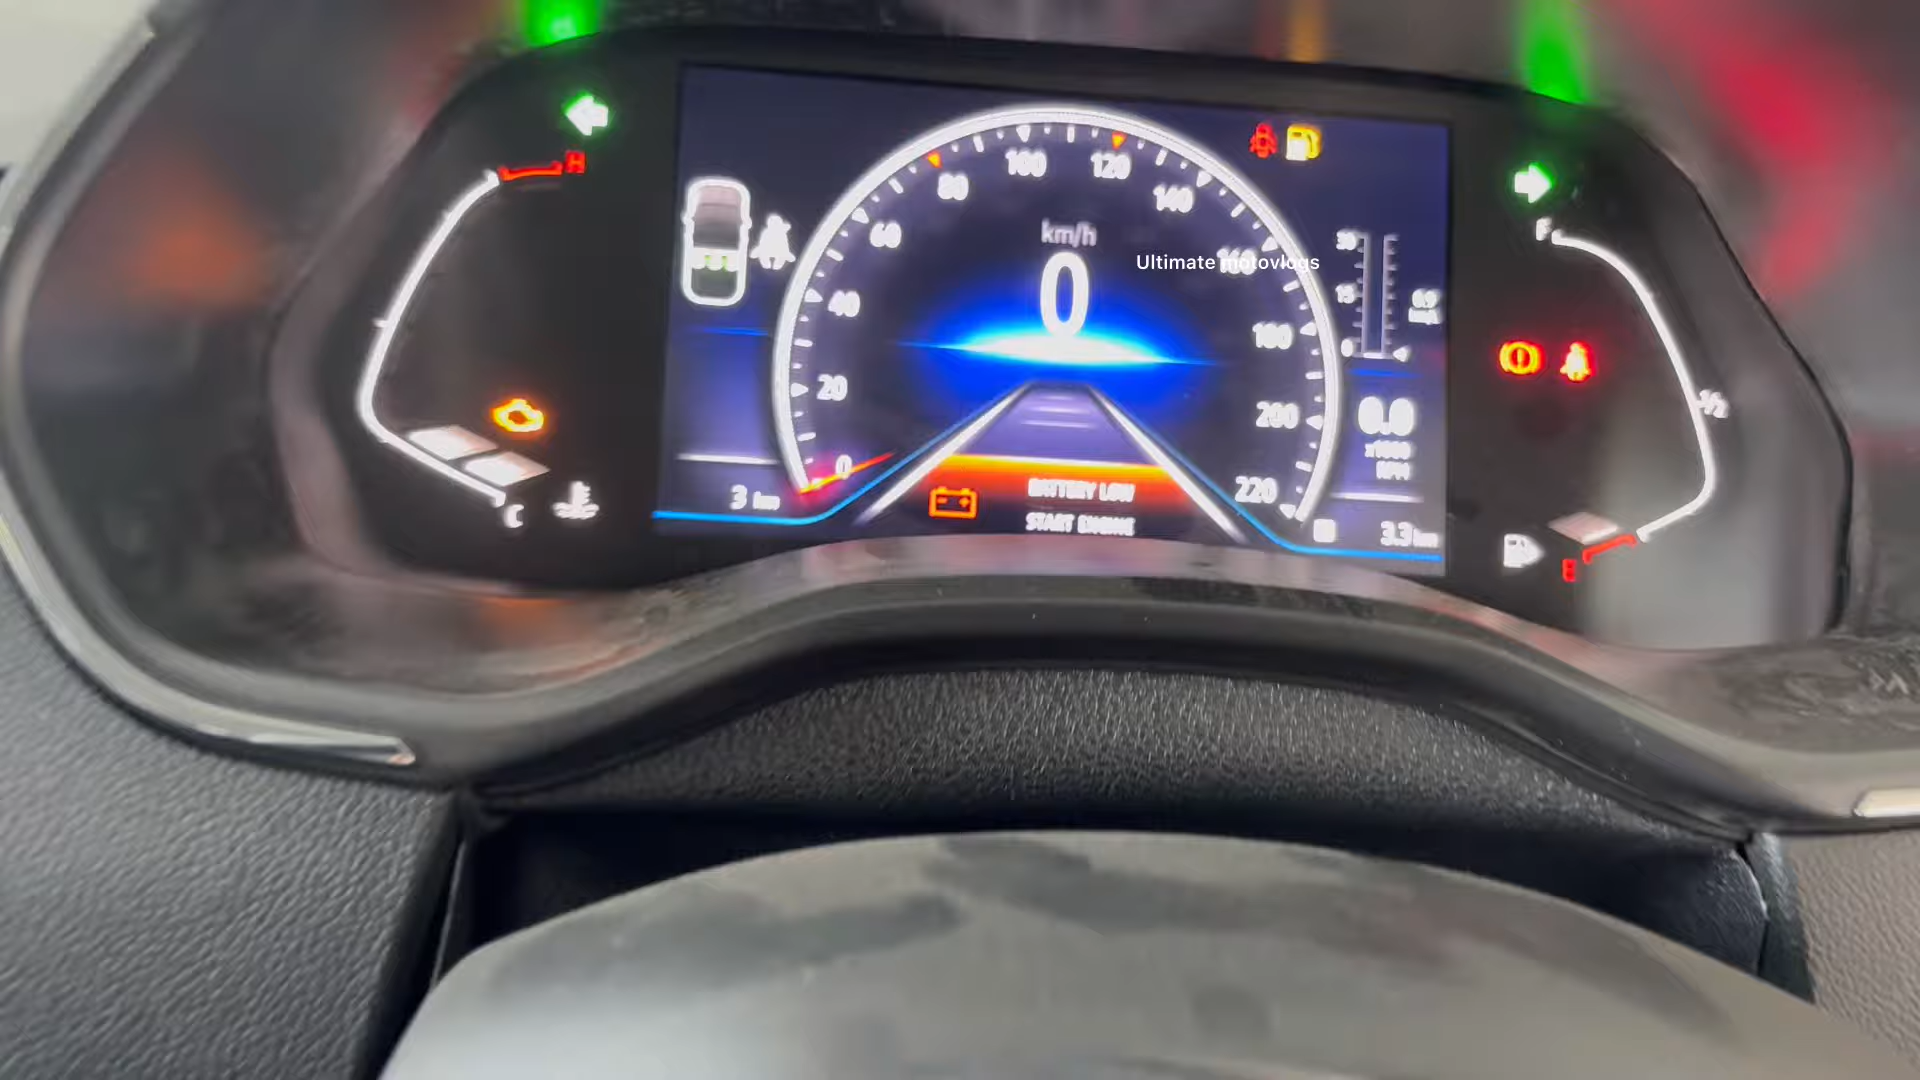 H
C
80
100
120
140
60
160
40
180
20
200
0
220
km/h
0
Ultimate motovlogs
30
15
0
0.0
x1000
RPM
3 km
BATTERY LOW
START ENGINE
3.3 km
F
1/2
E